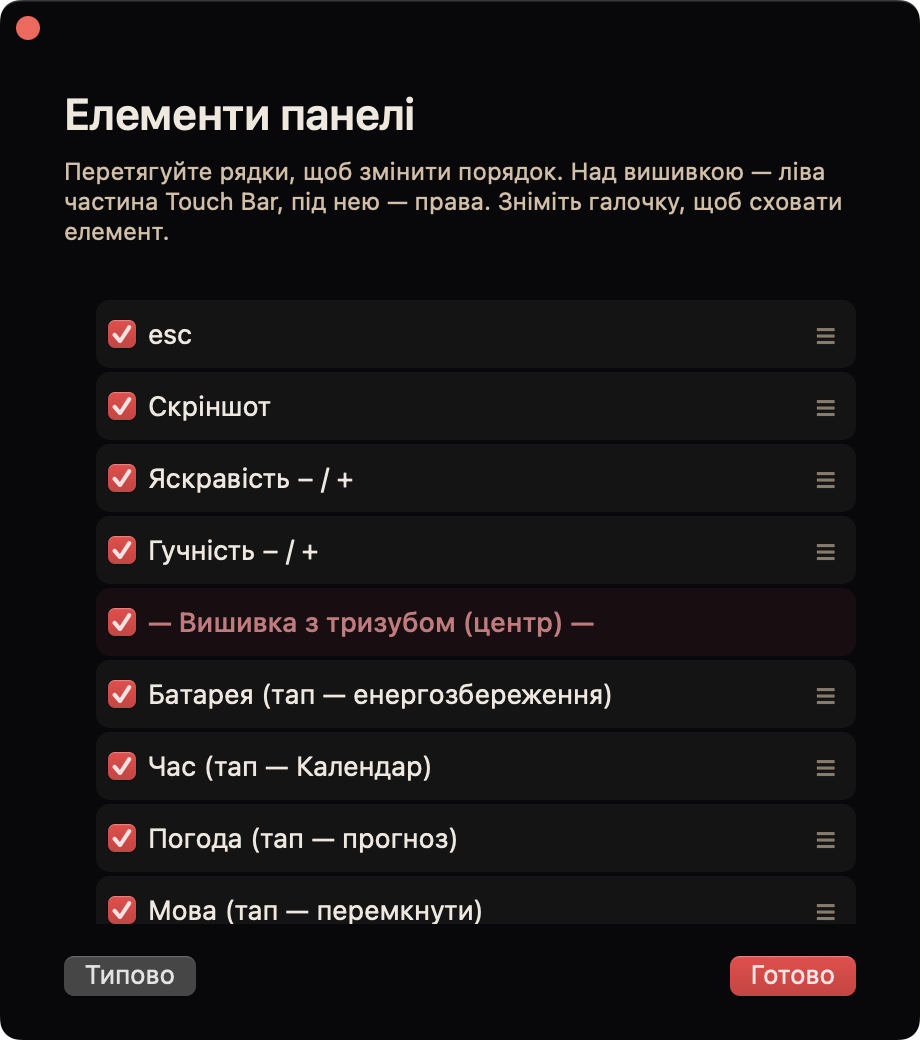 Елементи панелі
Перетягуйте рядки, щоб змінити порядок. Над вишивкою — ліва
частина Touch Bar, під нею — права. Зніміть галочку, щоб сховати
елемент.
esc
Скріншот
Яскравість – / +
Гучність – / +
— Вишивка з тризубом (центр) —
Батарея (тап — енергозбереження)
Час (тап — Календар)
Погода (тап — прогноз)
Мова (тап — перемкнути)
Типово
Готово